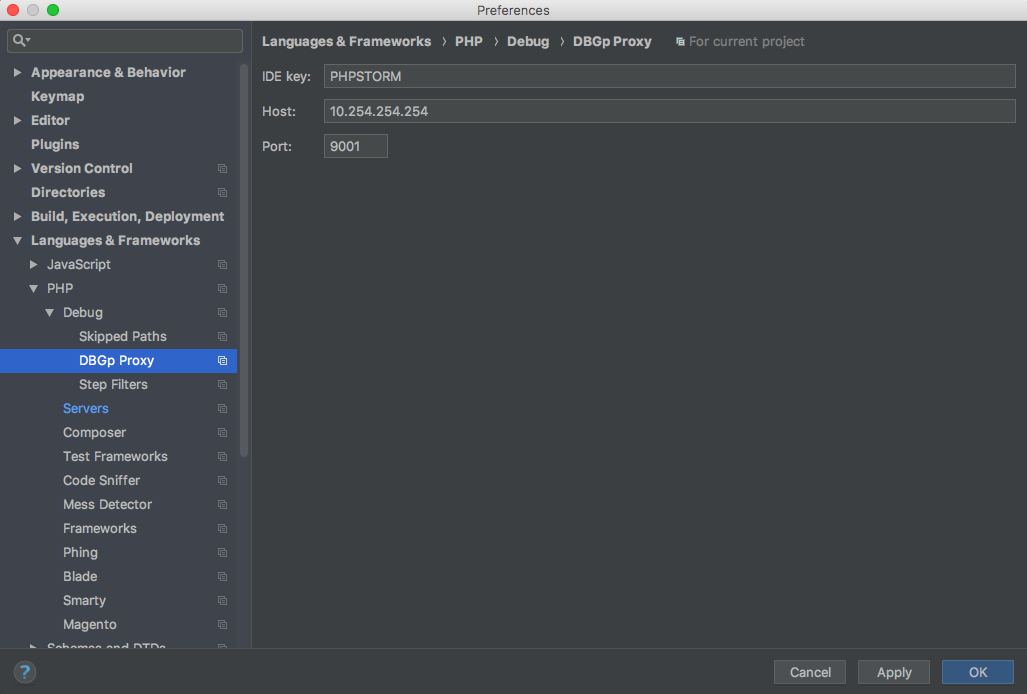 Preferences
Languages & Frameworks › PHP › Debug › DBGp Proxy For current project
IDE key: PHPSTORM
Host: 10.254.254.254
Port: 9001
Appearance & Behavior
Keymap
Editor
Plugins
Version Control
Directories
Build, Execution, Deployment
Languages & Frameworks
JavaScript
PHP
Debug
Skipped Paths
DBGp Proxy
Step Filters
Servers
Composer
Test Frameworks
Code Sniffer
Mess Detector
Frameworks
Phing
Blade
Smarty
Magento
Schemas and DTDs
?
Cancel Apply OK